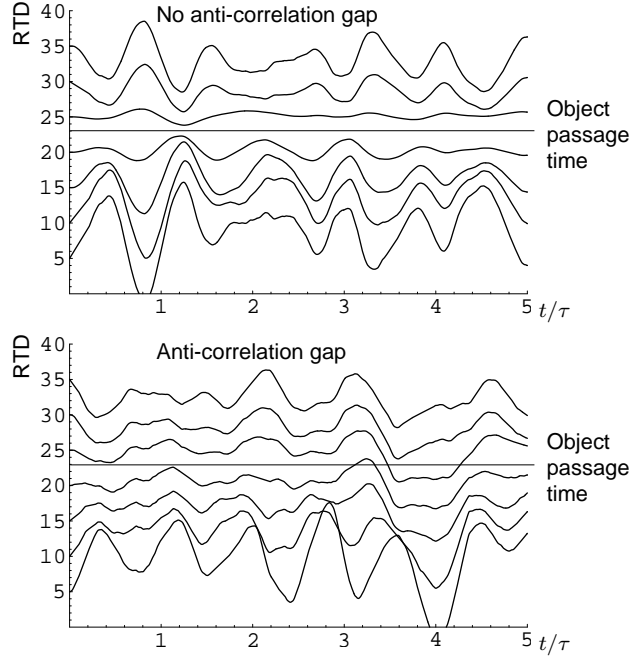 No anti-correlation gap
RTD
40
35
30
25
20
15
10
5
1
2
3
4
5
t/τ
Object
passage
time
Anti-correlation gap
RTD
40
35
30
25
20
15
10
5
1
2
3
4
5
t/τ
Object
passage
time